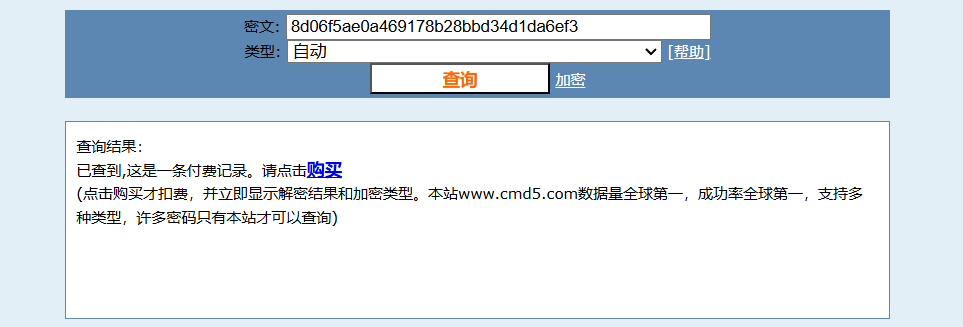 密文: 8d06f5ae0a469178b28bbd34d1da6ef3
类型: 自动 [帮助]
查询 加密
查询结果：
已查到,这是一条付费记录。请点击购买
(点击购买才扣费，并立即显示解密结果和加密类型。本站www.cmd5.com数据量全球第一，成功率全球第一，支持多
种类型，许多密码只有本站才可以查询)